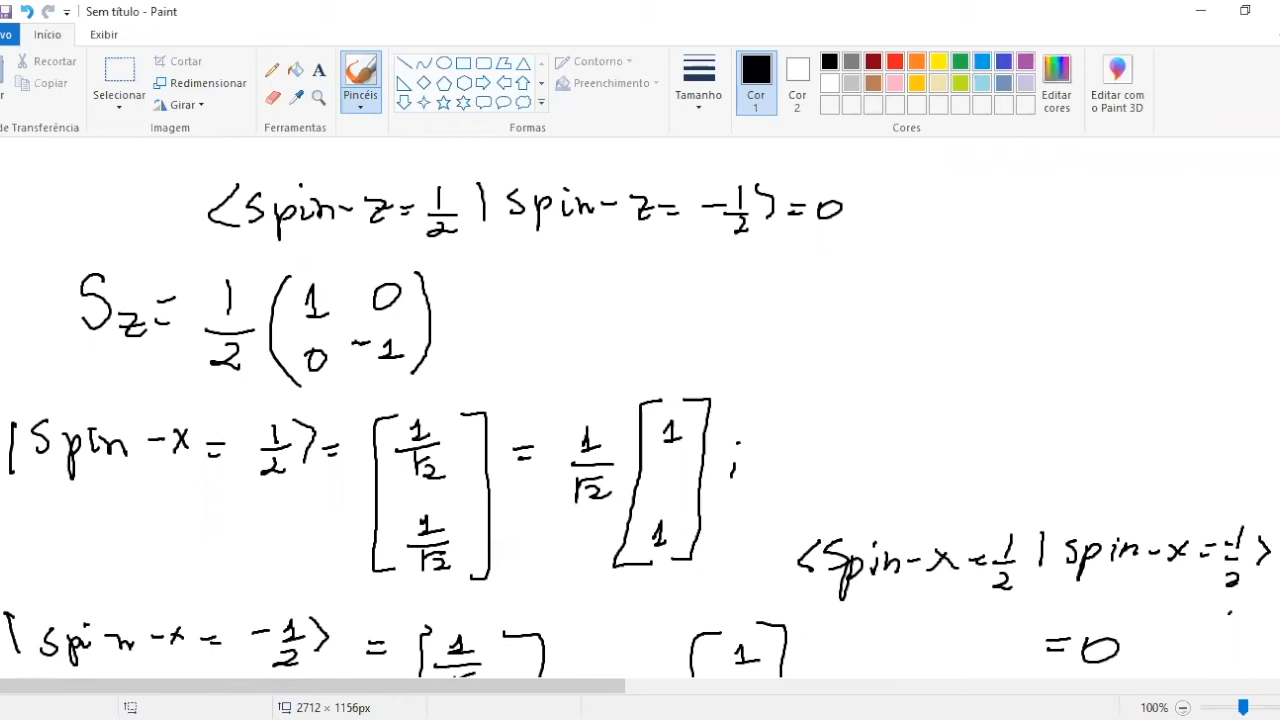 Sem título - Paint
vo Início Exibir
Recortar
Copiar
de Transferência
Selecionar
Cortar
Redimensionar
Girar
Imagem
A
Ferramentas
Pincéis
Contorno
Preenchimento
Formas
Tamanho
Cor 1
Cor 2
Editar cores
Editar com o Paint 3D
Cores
⟨spin-z = 1/2 | spin-z = -1/2⟩ = 0
S_z = 1/2 (1 0
0 -1)
|spin-x = 1/2⟩ = [1/√2
1/√2] = 1/√2 [1
1] ;
⟨spin-x = 1/2 | spin-x = -1/2⟩
= 0
|spin-x = -1/2⟩ = [1/ ] [1 ]
2712 × 1156px
100%